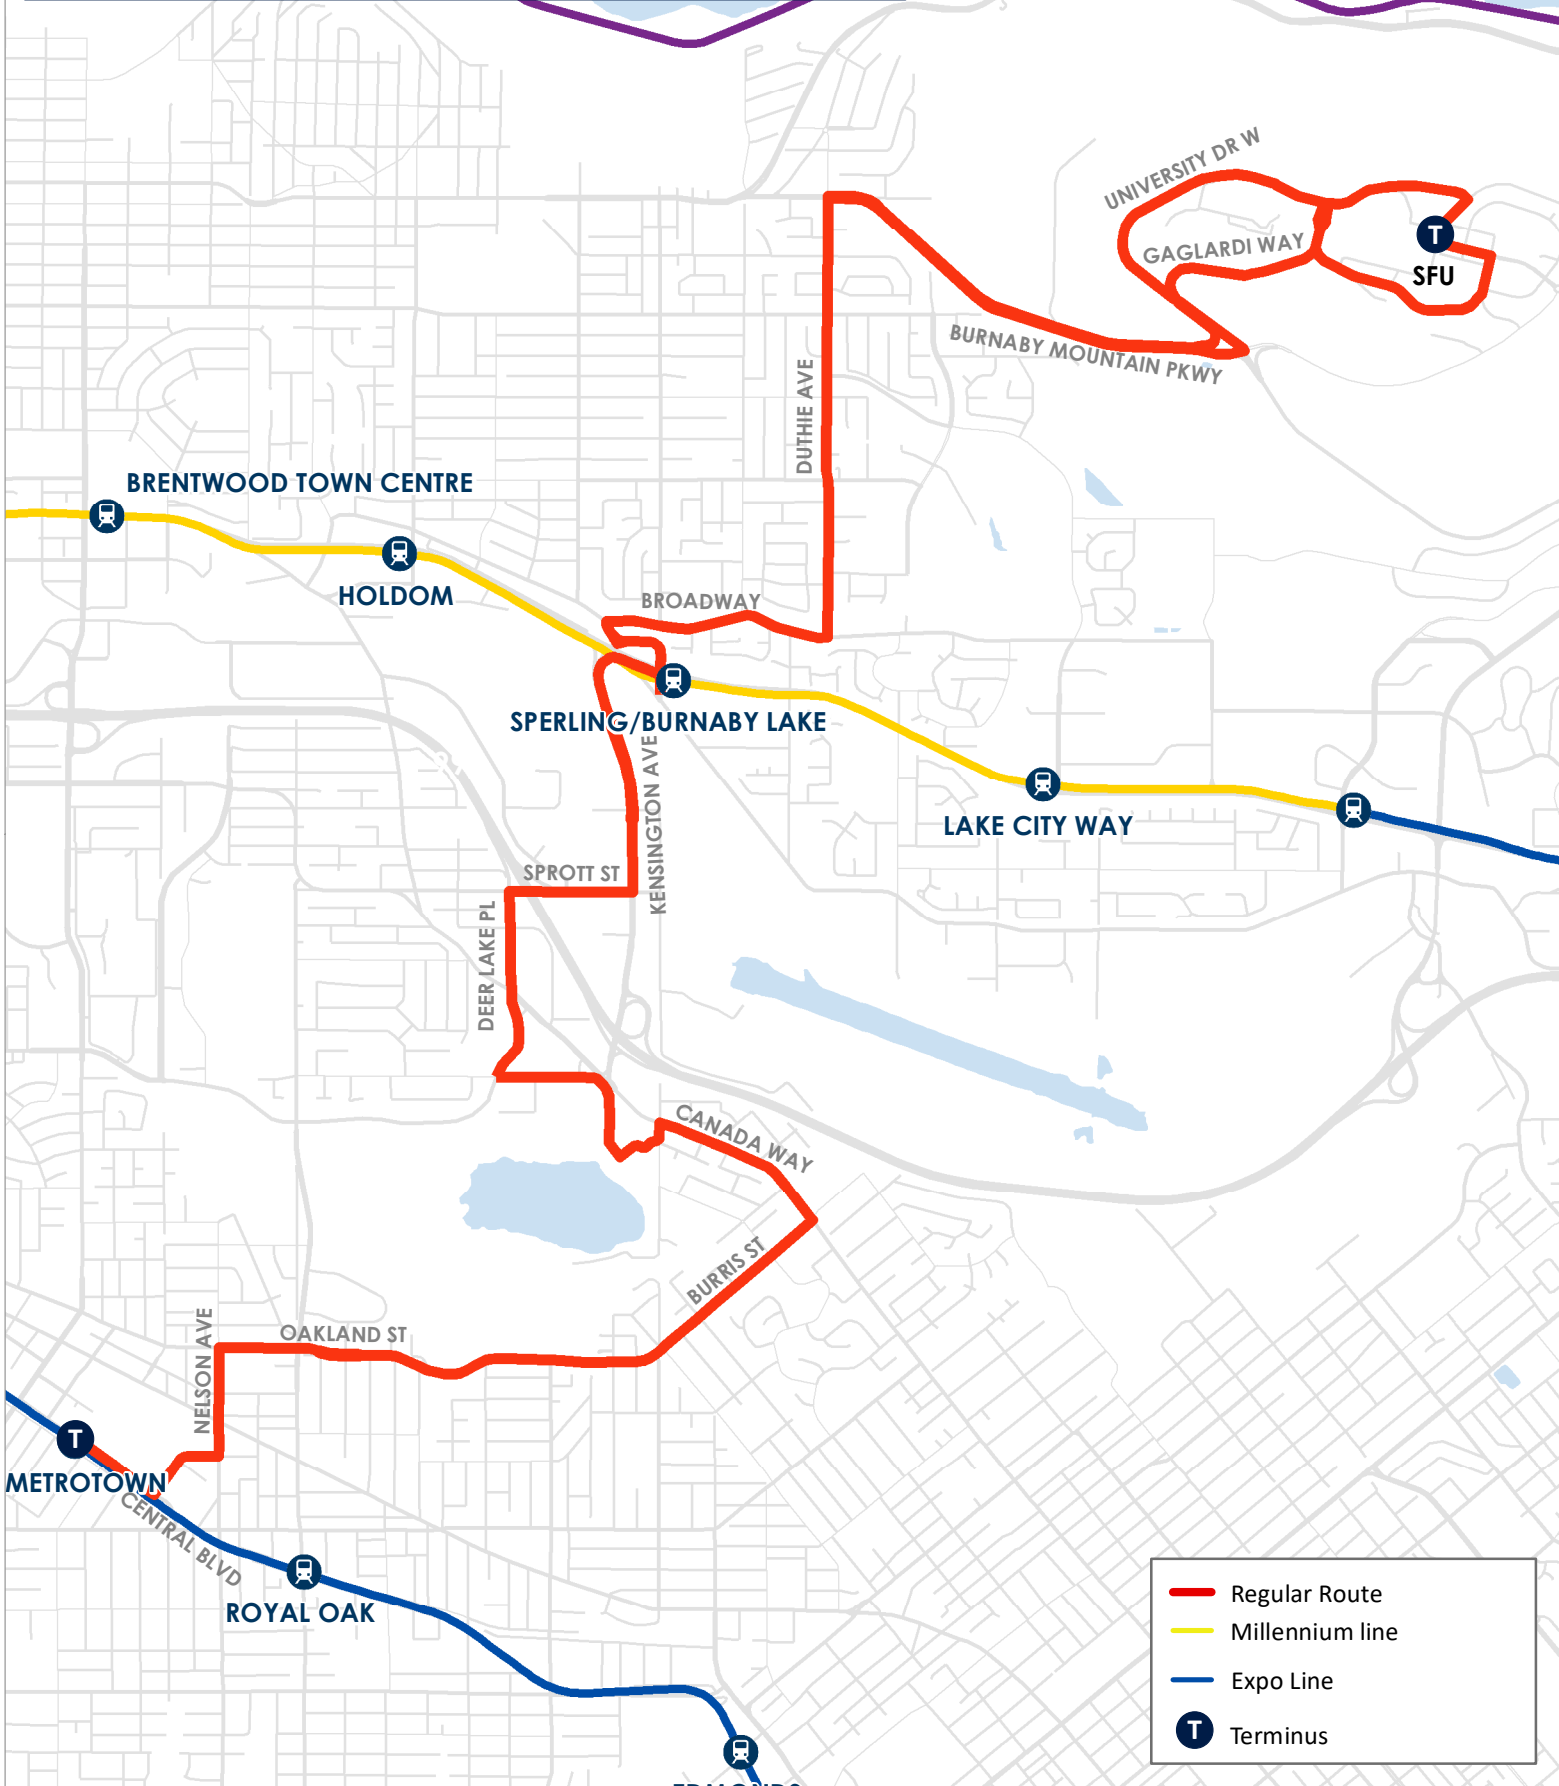 UNIVERSITY DR W
GAGLARDI WAY
T
SFU
BURNABY MOUNTAIN PKWY
DUTHIE AVE
BRENTWOOD TOWN CENTRE
HOLDOM
BROADWAY
SPERLING/BURNABY LAKE
KENSINGTON AVE
LAKE CITY WAY
SPROTT ST
DEER LAKE PL
CANADA WAY
BURRIS ST
OAKLAND ST
NELSON AVE
T
METROTOWN
CENTRAL BLVD
ROYAL OAK
Regular Route
Millennium line
Expo Line
T Terminus